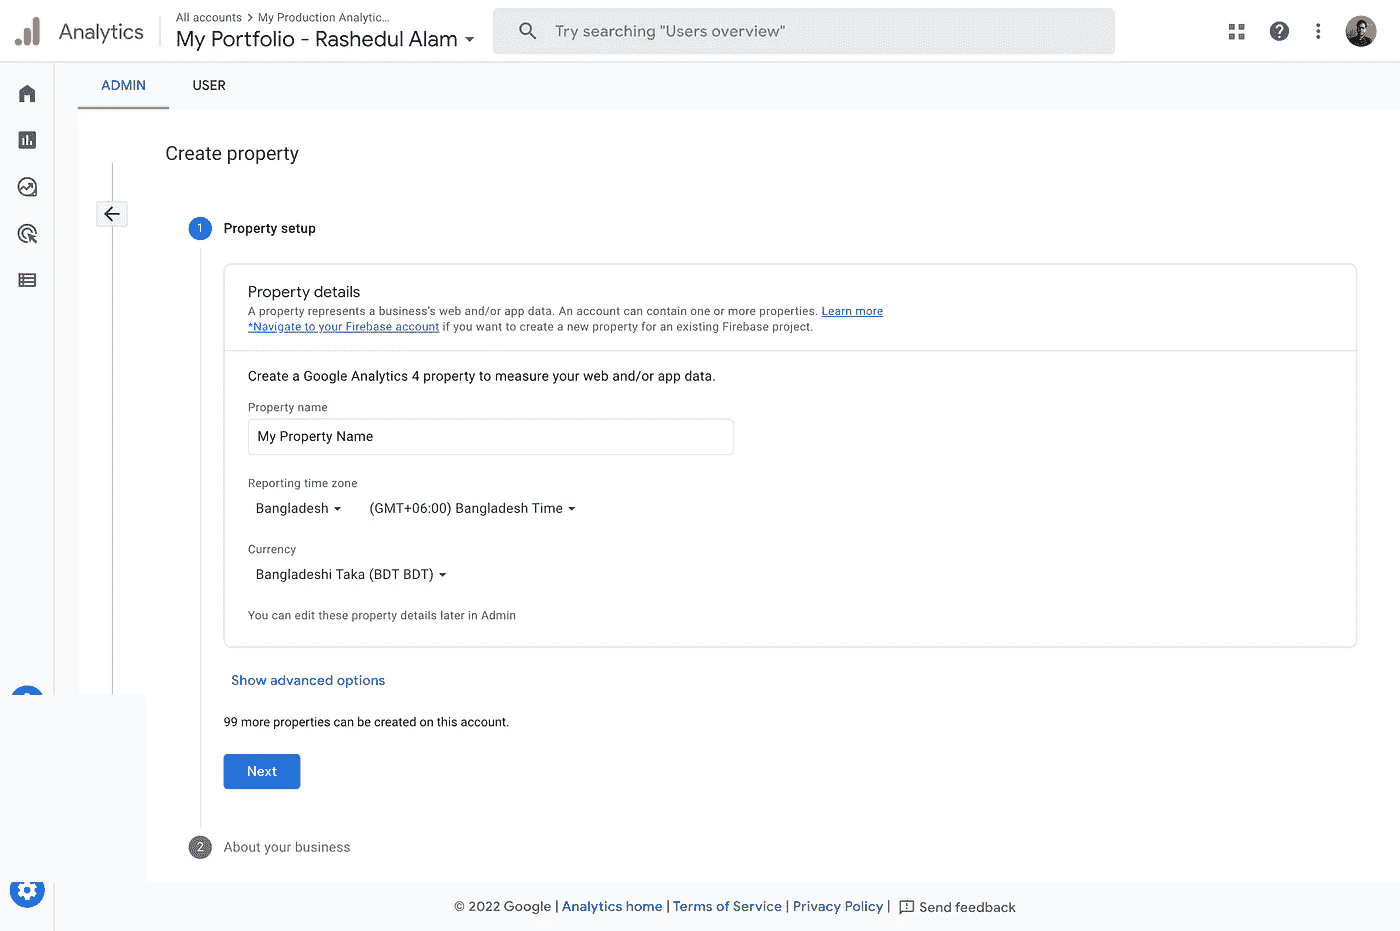 Analytics
All accounts > My Production Analytic...
My Portfolio - Rashedul Alam
Try searching "Users overview"
ADMIN
USER
Create property
1
Property setup
Property details
A property represents a business's web and/or app data. An account can contain one or more properties. Learn more
*Navigate to your Firebase account if you want to create a new property for an existing Firebase project.
Create a Google Analytics 4 property to measure your web and/or app data.
Property name
My Property Name
Reporting time zone
Bangladesh
(GMT+06:00) Bangladesh Time
Currency
Bangladeshi Taka (BDT BDT)
You can edit these property details later in Admin
Show advanced options
99 more properties can be created on this account.
Next
2
About your business
© 2022 Google | Analytics home | Terms of Service | Privacy Policy | Send feedback